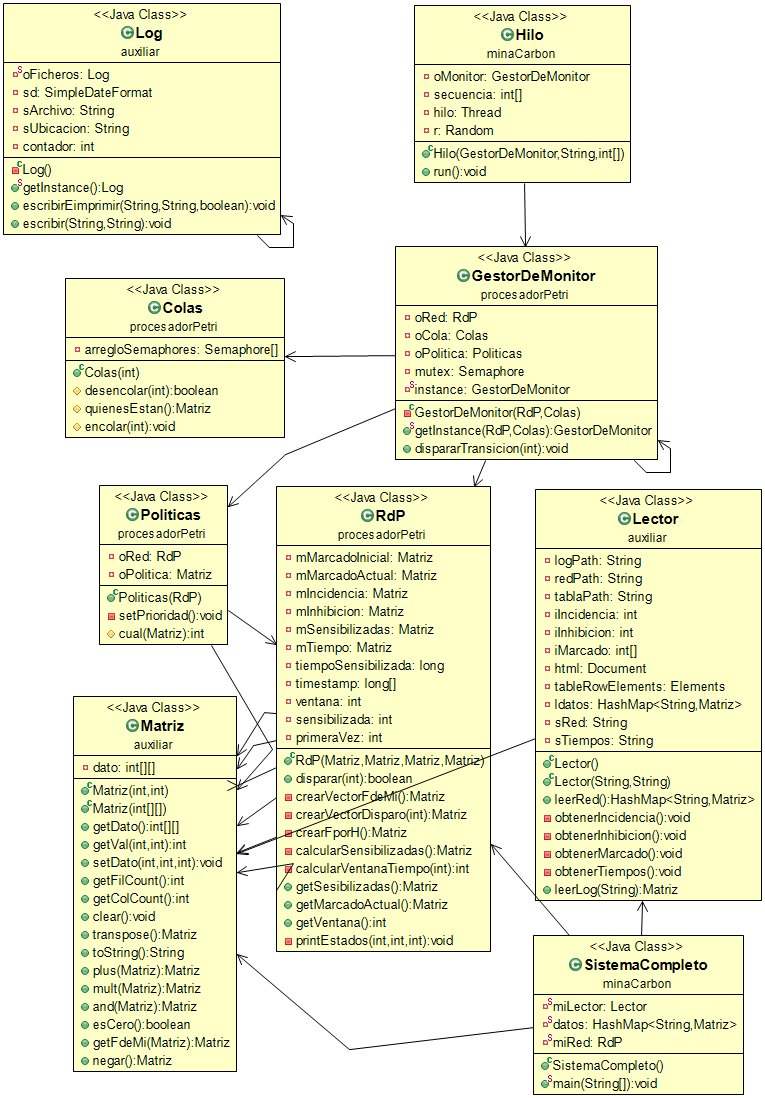 <<Java Class>>
Log
auxiliar
oFicheros: Log
sd: SimpleDateFormat
sArchivo: String
sUbicacion: String
contador: int
Log()
getInstance():Log
escribirEimprimir(String,String,boolean):void
escribir(String,String):void
<<Java Class>>
Hilo
minaCarbon
oMonitor: GestorDeMonitor
secuencia: int[]
hilo: Thread
r: Random
Hilo(GestorDeMonitor,String,int[])
run():void
<<Java Class>>
Colas
procesadorPetri
arregloSemaphores: Semaphore[]
Colas(int)
desencolar(int):boolean
quienesEstan():Matriz
encolar(int):void
<<Java Class>>
GestorDeMonitor
procesadorPetri
oRed: RdP
oCola: Colas
oPolitica: Politicas
mutex: Semaphore
instance: GestorDeMonitor
GestorDeMonitor(RdP,Colas)
getInstance(RdP,Colas):GestorDeMonitor
dispararTransicion(int):void
<<Java Class>>
Politicas
procesadorPetri
oRed: RdP
oPolitica: Matriz
Politicas(RdP)
setPrioridad():void
cual(Matriz):int
<<Java Class>>
RdP
procesadorPetri
mMarcadoInicial: Matriz
mMarcadoActual: Matriz
mIncidencia: Matriz
mInhibicion: Matriz
mSensibilizadas: Matriz
mTiempo: Matriz
tiempoSensibilizada: long
timestamp: long[]
ventana: int
sensibilizada: int
primeraVez: int
RdP(Matriz,Matriz,Matriz,Matriz)
disparar(int):boolean
crearVectorFdeMi():Matriz
crearVectorDisparo(int):Matriz
crearFporH():Matriz
calcularSensibilizadas():Matriz
calcularVentanaTiempo(int):int
getSesibilizadas():Matriz
getMarcadoActual():Matriz
getVentana():int
printEstados(int,int,int):void
<<Java Class>>
Lector
auxiliar
logPath: String
redPath: String
tablaPath: String
iIncidencia: int
iInhibicion: int
iMarcado: int[]
html: Document
tableRowElements: Elements
ldatos: HashMap<String,Matriz>
sRed: String
sTiempos: String
Lector()
Lector(String,String)
leerRed():HashMap<String,Matriz>
obtenerIncidencia():void
obtenerInhibicion():void
obtenerMarcado():void
obtenerTiempos():void
leerLog(String):Matriz
<<Java Class>>
Matriz
auxiliar
dato: int[][]
Matriz(int,int)
Matriz(int[][])
getDato():int[][]
getVal(int,int):int
setDato(int,int,int):void
getFilCount():int
getColCount():int
clear():void
transpose():Matriz
toString():String
plus(Matriz):Matriz
mult(Matriz):Matriz
and(Matriz):Matriz
esCero():boolean
getFdeMi(Matriz):Matriz
negar():Matriz
<<Java Class>>
SistemaCompleto
minaCarbon
miLector: Lector
datos: HashMap<String,Matriz>
miRed: RdP
SistemaCompleto()
main(String[]):void